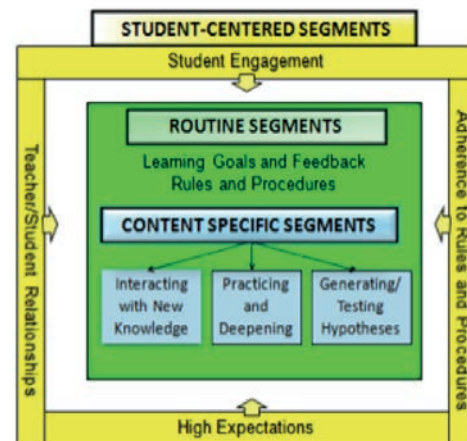 STUDENT-CENTERED SEGMENTS
Student Engagement
Teacher/Student Relationships
Adherence To Rules and Procedures
ROUTINE SEGMENTS
Learning Goals and Feedback
Rules and Procedures
CONTENT SPECIFIC SEGMENTS
Interacting
with New
Knowledge
Practicing
and
Deepening
Generating/
Testing
Hypotheses
High Expectations